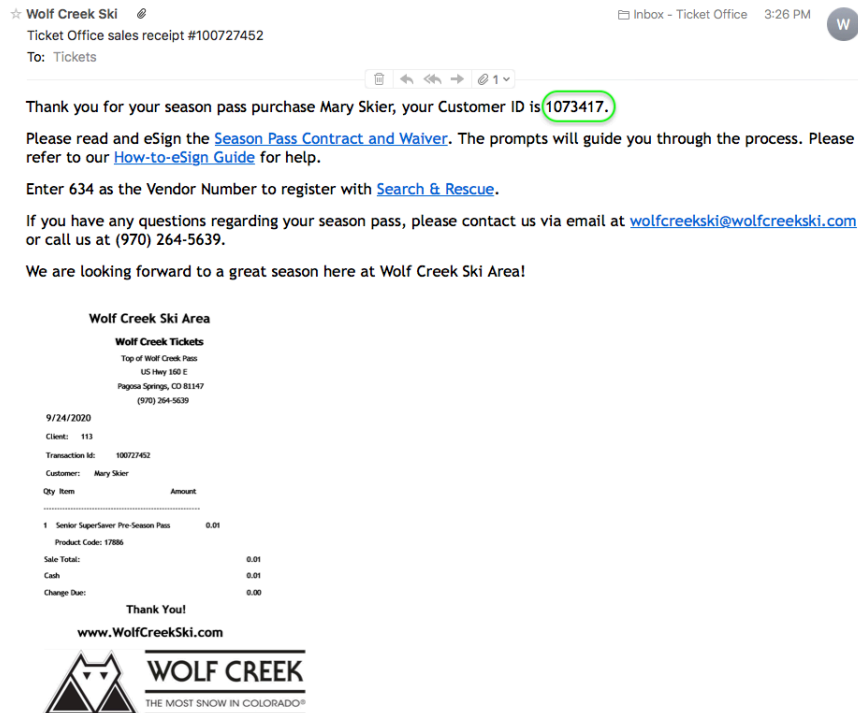 Wolf Creek Ski
Inbox - Ticket Office 3:26 PM
W
Ticket Office sales receipt #100727452
To: Tickets
1
Thank you for your season pass purchase Mary Skier, your Customer ID is 1073417.
Please read and eSign the Season Pass Contract and Waiver. The prompts will guide you through the process. Please
refer to our How-to-eSign Guide for help.
Enter 634 as the Vendor Number to register with Search & Rescue.
If you have any questions regarding your season pass, please contact us via email at wolfcreekski@wolfcreekski.com
or call us at (970) 264-5639.
We are looking forward to a great season here at Wolf Creek Ski Area!
Wolf Creek Ski Area
Wolf Creek Tickets
Top of Wolf Creek Pass
US Hwy 160 E
Pagosa Springs, CO 81147
(970) 264-5639
9/24/2020
Client: 113
Transaction Id: 100727452
Customer: Mary Skier
Qty Item Amount
1 Senior SuperSaver Pre-Season Pass 0.01
Product Code: 17886
Sale Total: 0.01
Cash 0.01
Change Due: 0.00
Thank You!
www.WolfCreekSki.com
WOLF CREEK
THE MOST SNOW IN COLORADO®